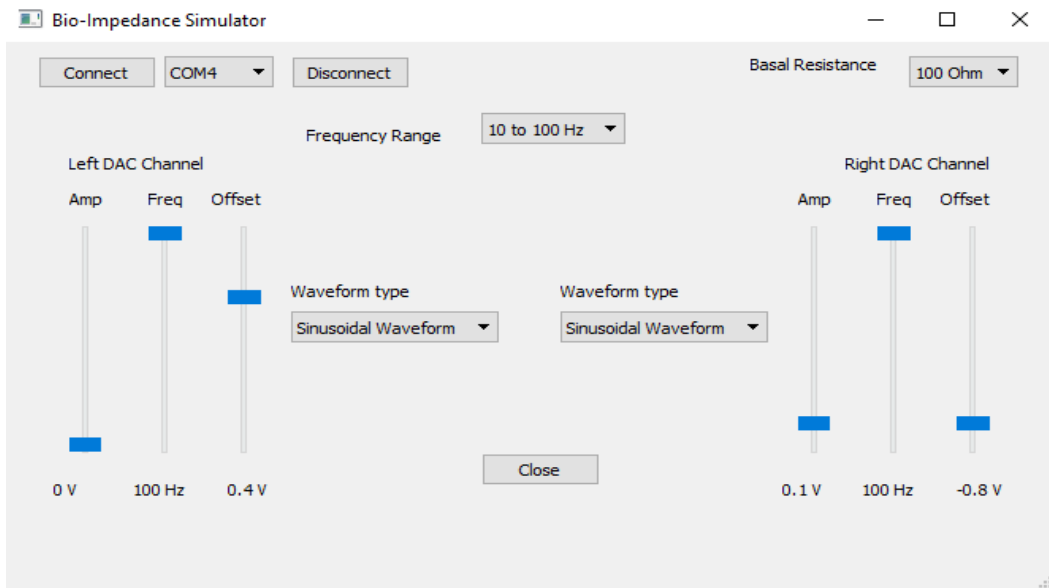 Bio-Impedance Simulator
Connect COM4 Disconnect Basal Resistance 100 Ohm
Frequency Range 10 to 100 Hz
Left DAC Channel Right DAC Channel
Amp Freq Offset Amp Freq Offset
Waveform type Waveform type
Sinusoidal Waveform Sinusoidal Waveform
Close
0 V 100 Hz 0.4 V 0.1 V 100 Hz -0.8 V